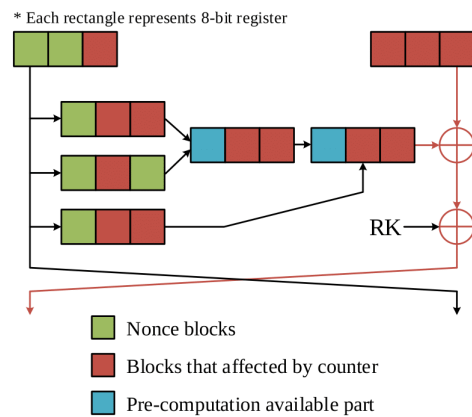 * Each rectangle represents 8-bit register
RK
Nonce blocks
Blocks that affected by counter
Pre-computation available part